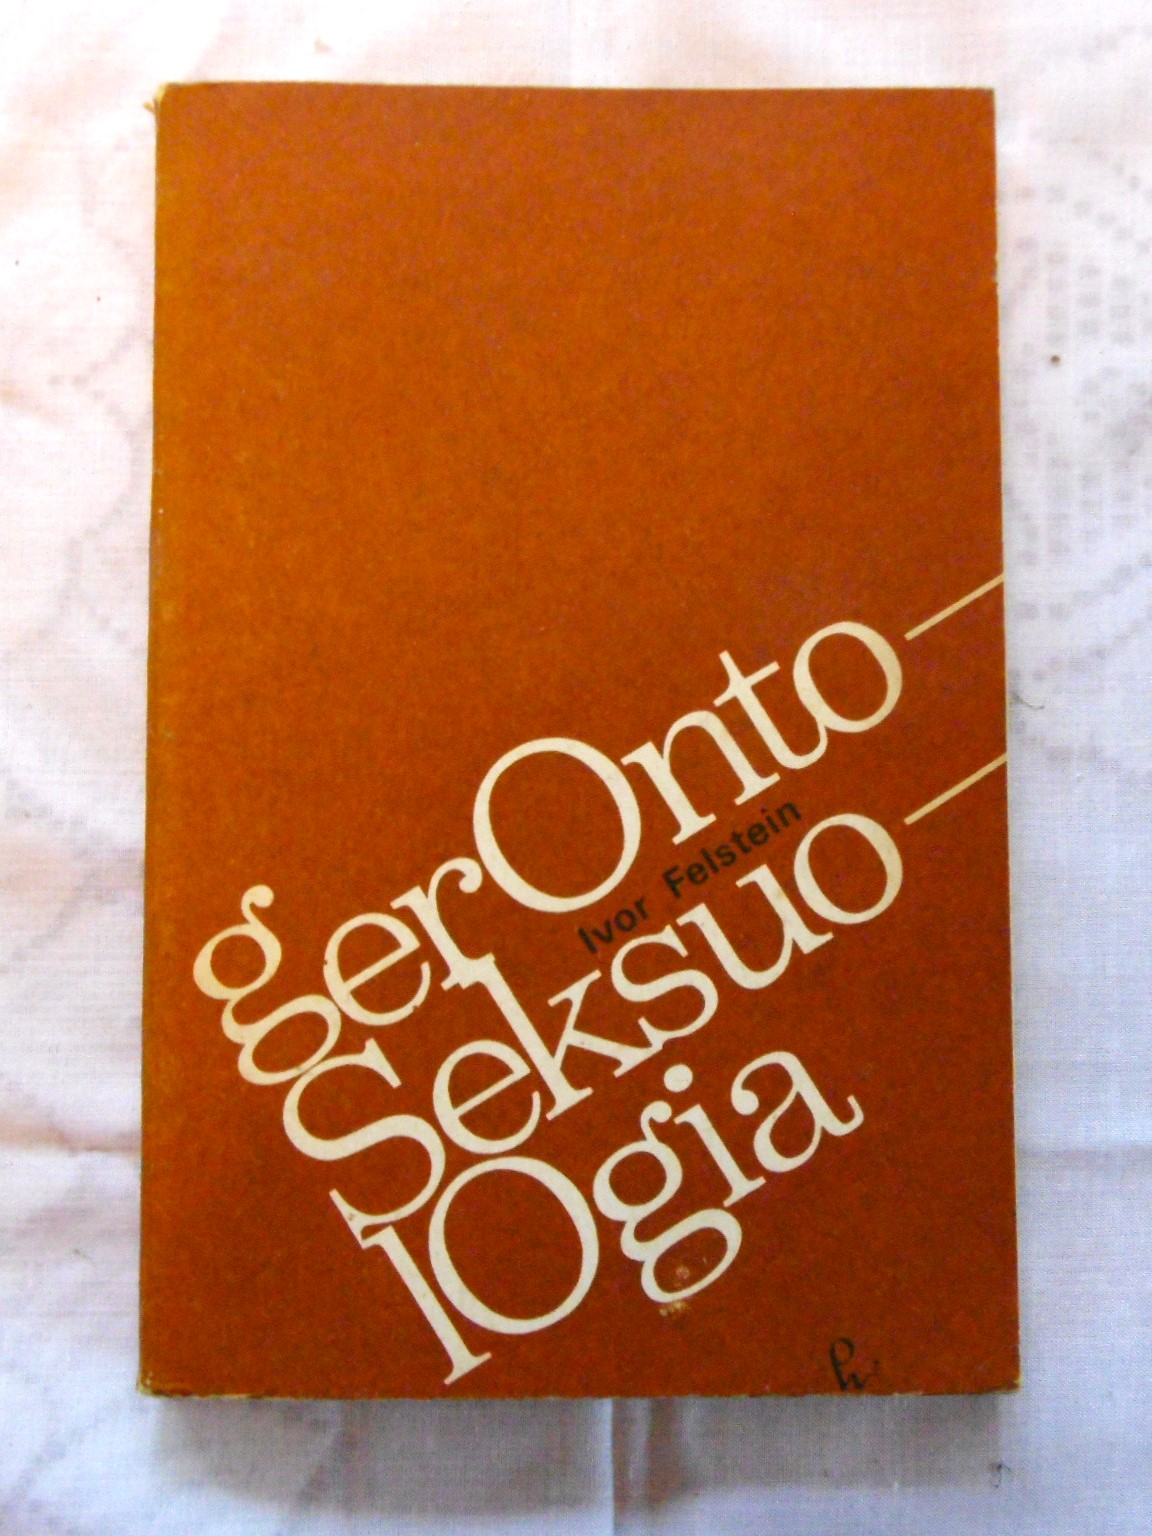 gerOnto—
Ivor Felstein
Seksuo—
lOgia